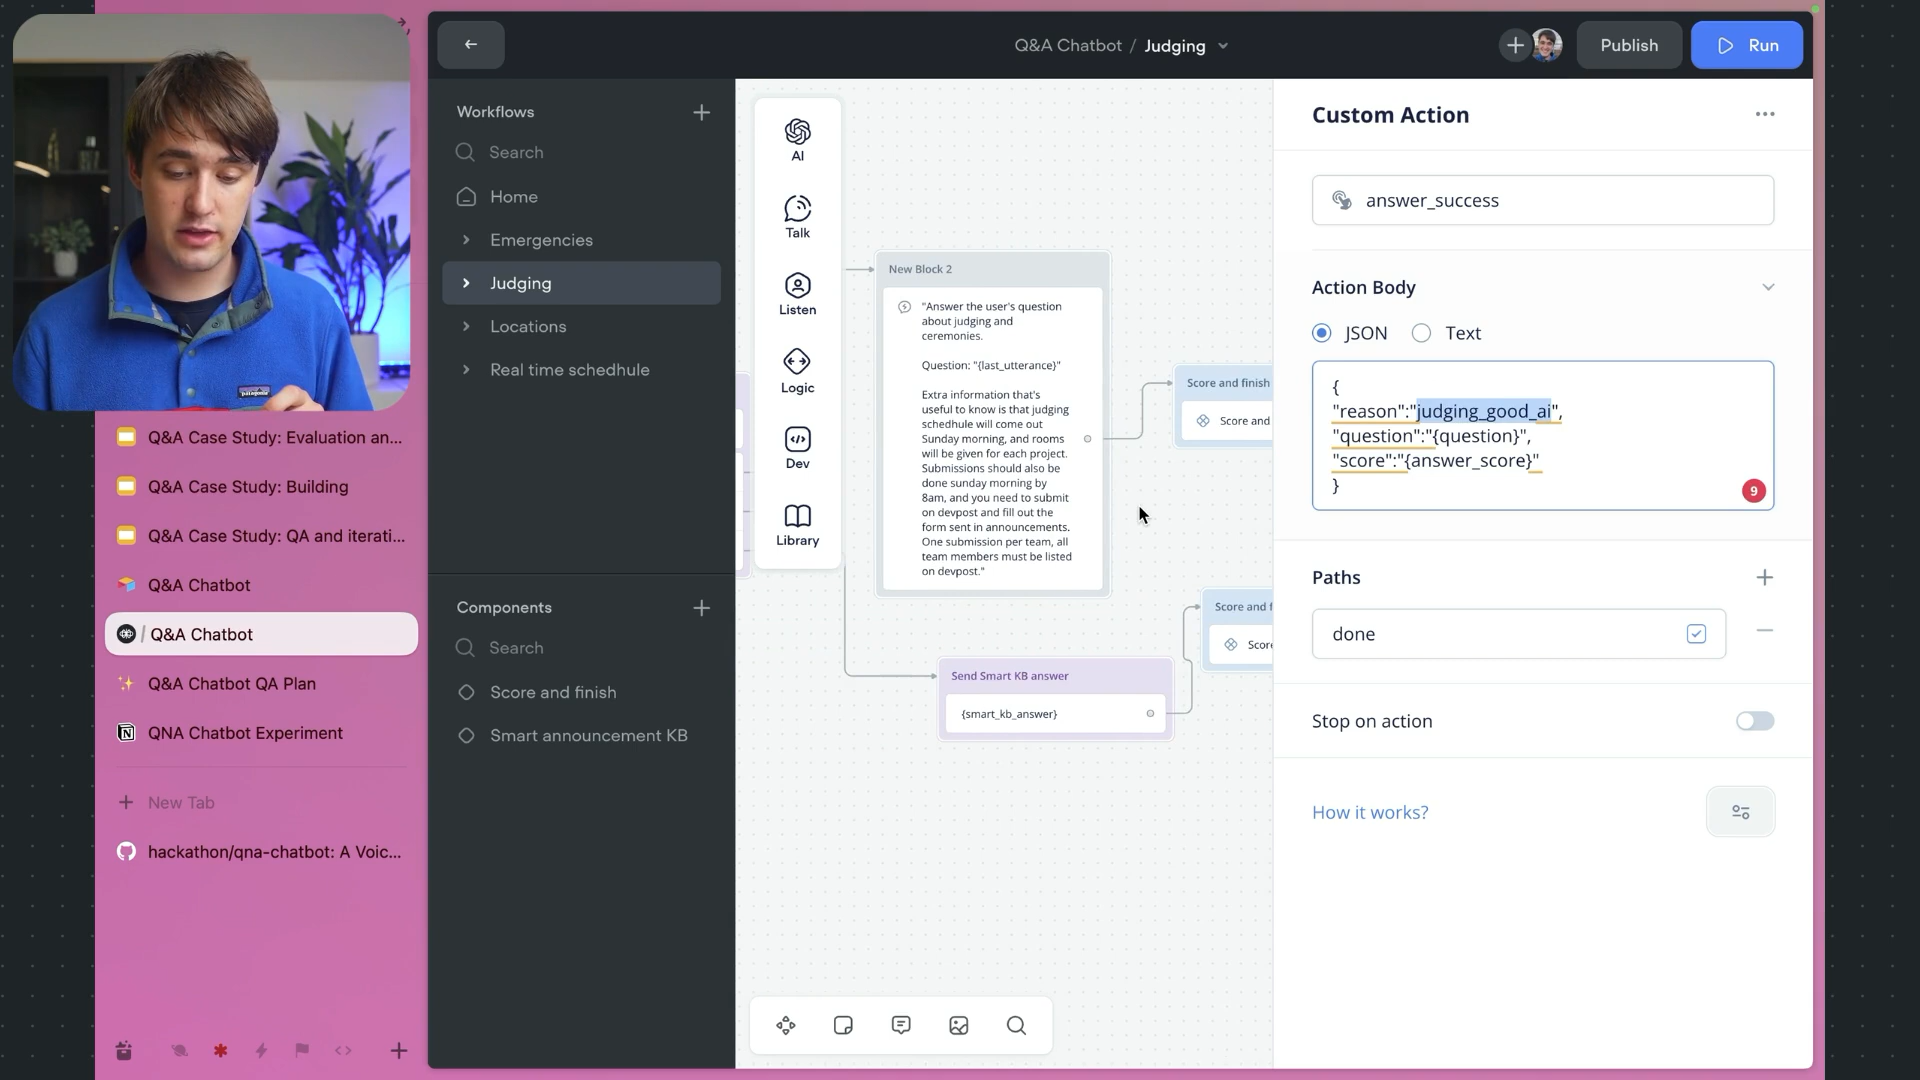 Q&A Chatbot / Judging
Publish
Run
Workflows
Search
Home
Emergencies
Judging
Locations
Real time schedhule
Components
Search
Score and finish
Smart announcement KB
Q&A Case Study: Evaluation an...
Q&A Case Study: Building
Q&A Case Study: QA and iterati...
Q&A Chatbot
/ Q&A Chatbot
Q&A Chatbot QA Plan
QNA Chatbot Experiment
New Tab
hackathon/qna-chatbot: A Voic...
AI
Talk
Listen
Logic
Dev
Library
New Block 2
"Answer the user's question
about judging and
ceremonies.
Question: "{last_utterance}"
Extra information that's
useful to know is that judging
schedhule will come out
Sunday morning, and rooms
will be given for each project.
Submissions should also be
done sunday morning by
8am, and you need to submit
on devpost and fill out the
form sent in announcements.
One submission per team, all
team members must be listed
on devpost."
Score and finish
Score and
Score and f
Score
Send Smart KB answer
{smart_kb_answer}
Custom Action
answer_success
Action Body
JSON
Text
{
"reason":"judging_good_ai",
"question":"{question}",
"score":"{answer_score}"
}
9
Paths
done
Stop on action
How it works?
patagonia